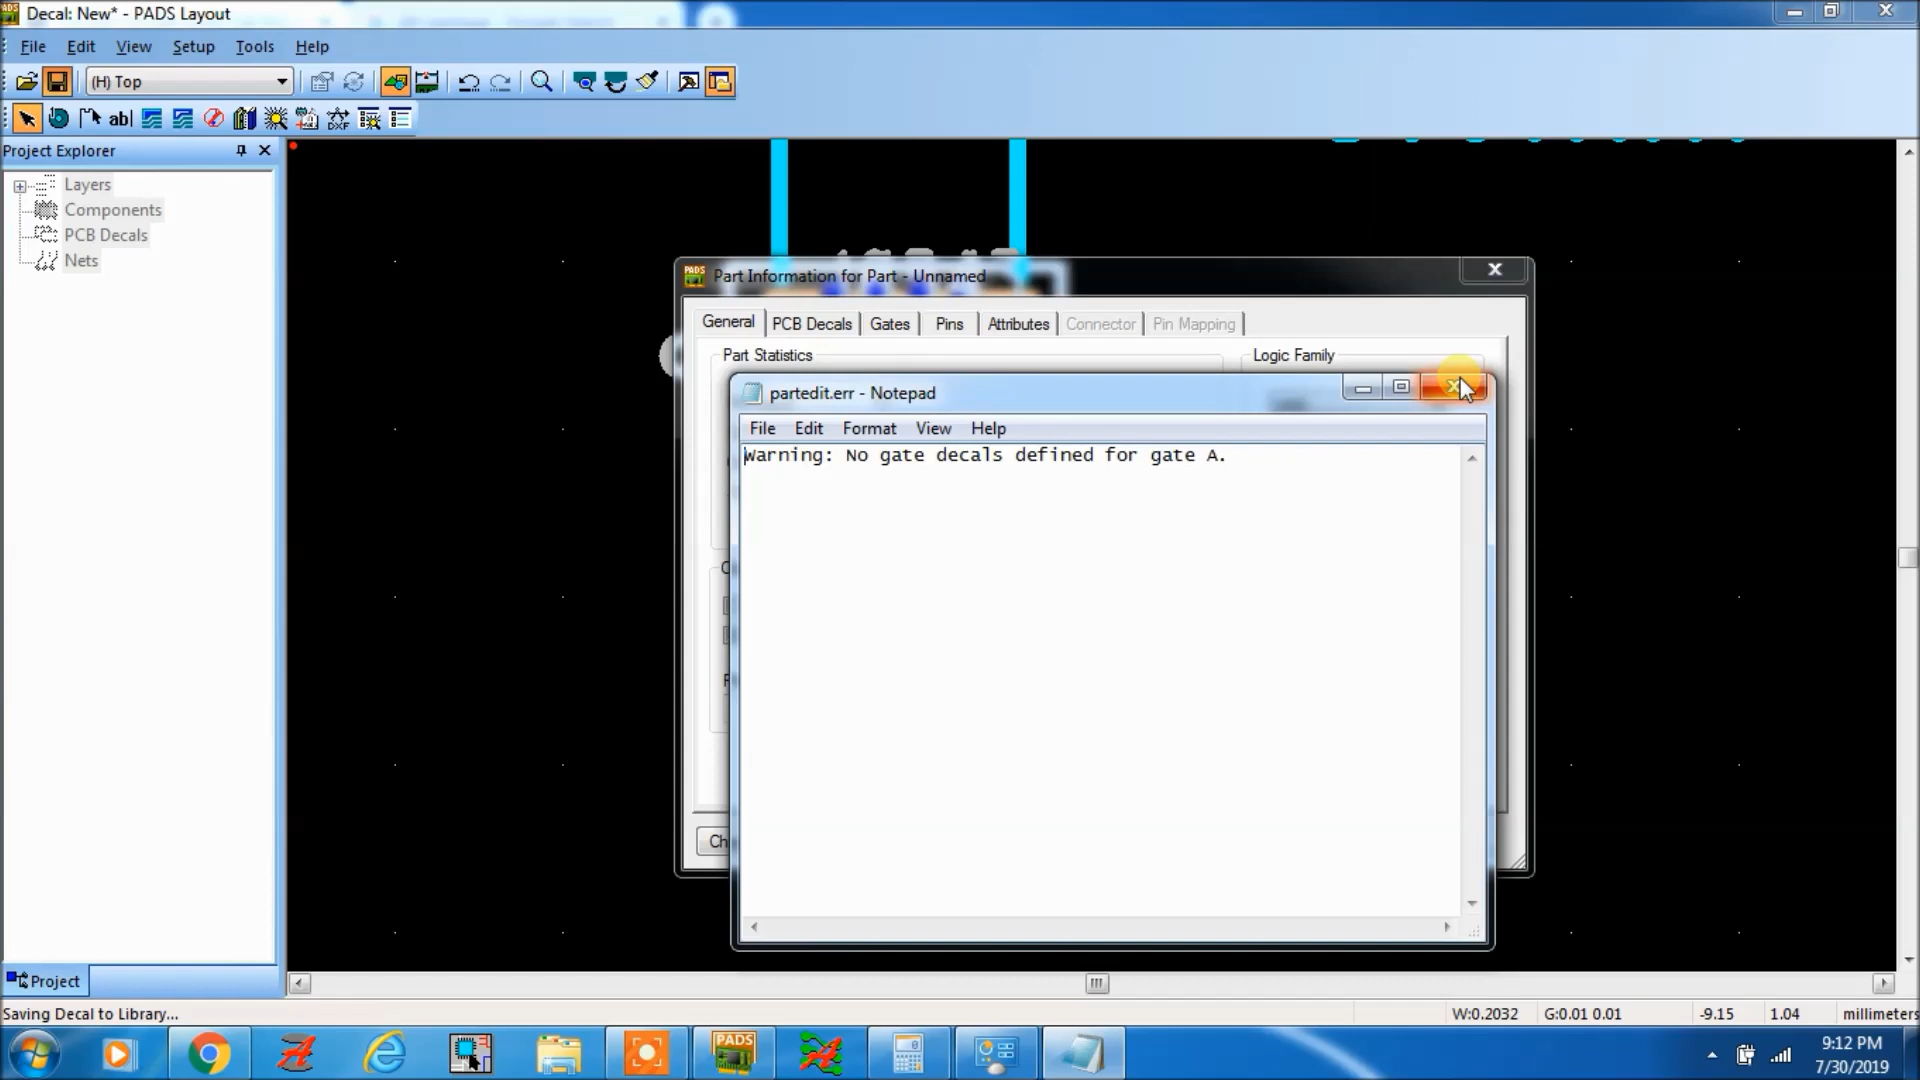 Decal: New* - PADS Layout
File Edit View Setup Tools Help
(H) Top
ab|
DXF
Project Explorer
Layers
Components
PCB Decals
Nets
Part Information for Part - Unnamed
General PCB Decals Gates Pins Attributes Connector Pin Mapping
Part Statistics Logic Family
partedit.err - Notepad
File Edit Format View Help
Warning: No gate decals defined for gate A.
Ch
Project
Saving Decal to Library... W:0.2032 G:0.01 0.01 -9.15 1.04 millimeters
PADS
9:12 PM
7/30/2019